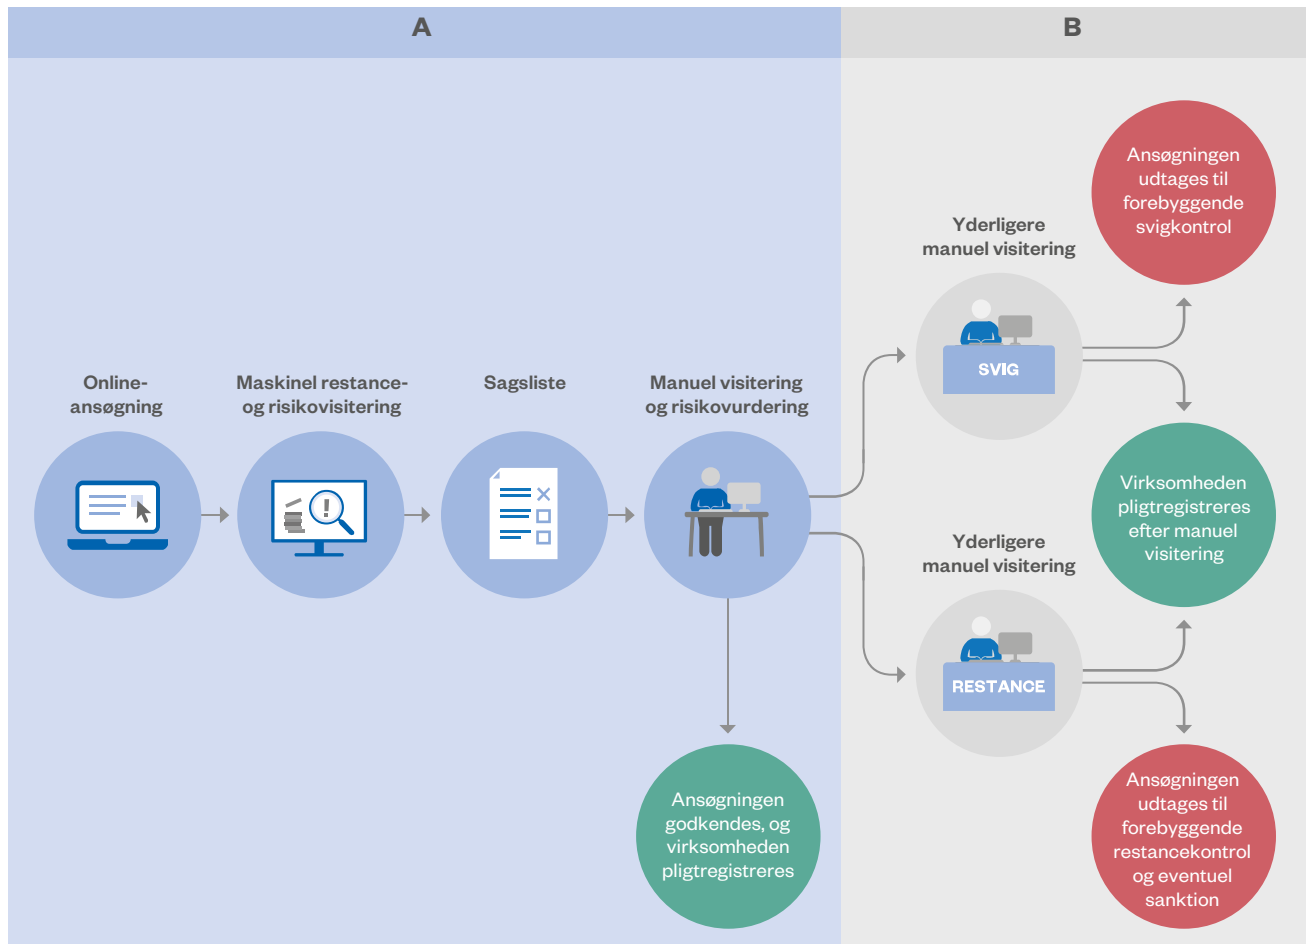 A
B
Online-
ansøgning
Maskinel restance-
og risikovisitering
Sagsliste
Manuel visitering
og risikovurdering
Ansøgningen
godkendes, og
virksomheden
pligtregistreres
Yderligere
manuel visitering
SVIG
Ansøgningen
udtages til
forebyggende
svigkontrol
Virksomheden
pligtregistreres
efter manuel
visitering
Yderligere
manuel visitering
RESTANCE
Ansøgningen
udtages til
forebyggende
restancekontrol
og eventuel
sanktion